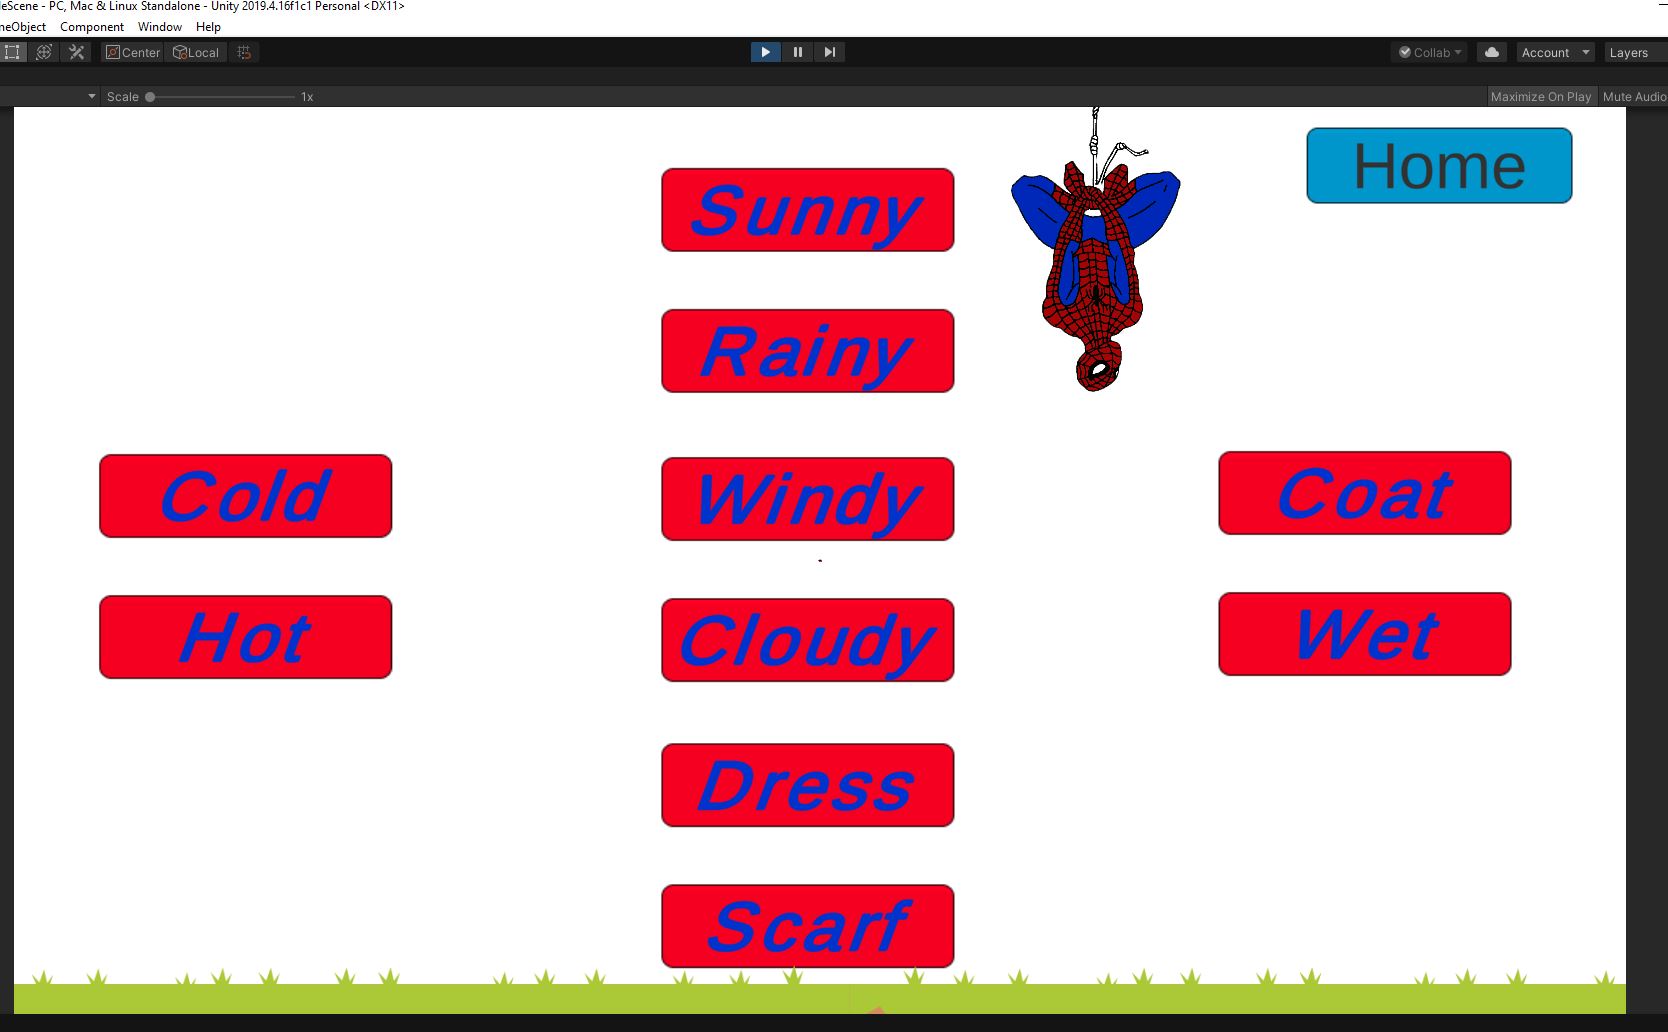 eScene - PC, Mac & Linux Standalone - Unity 2019.4.16f1c1 Personal <DX11>
neObject Component Window Help
Center Local Collab Account Layers
Scale 1x Maximize On Play Mute Audio
Home
Sunny
Rainy
Cold Windy Coat
Hot Cloudy Wet
Dress
Scarf